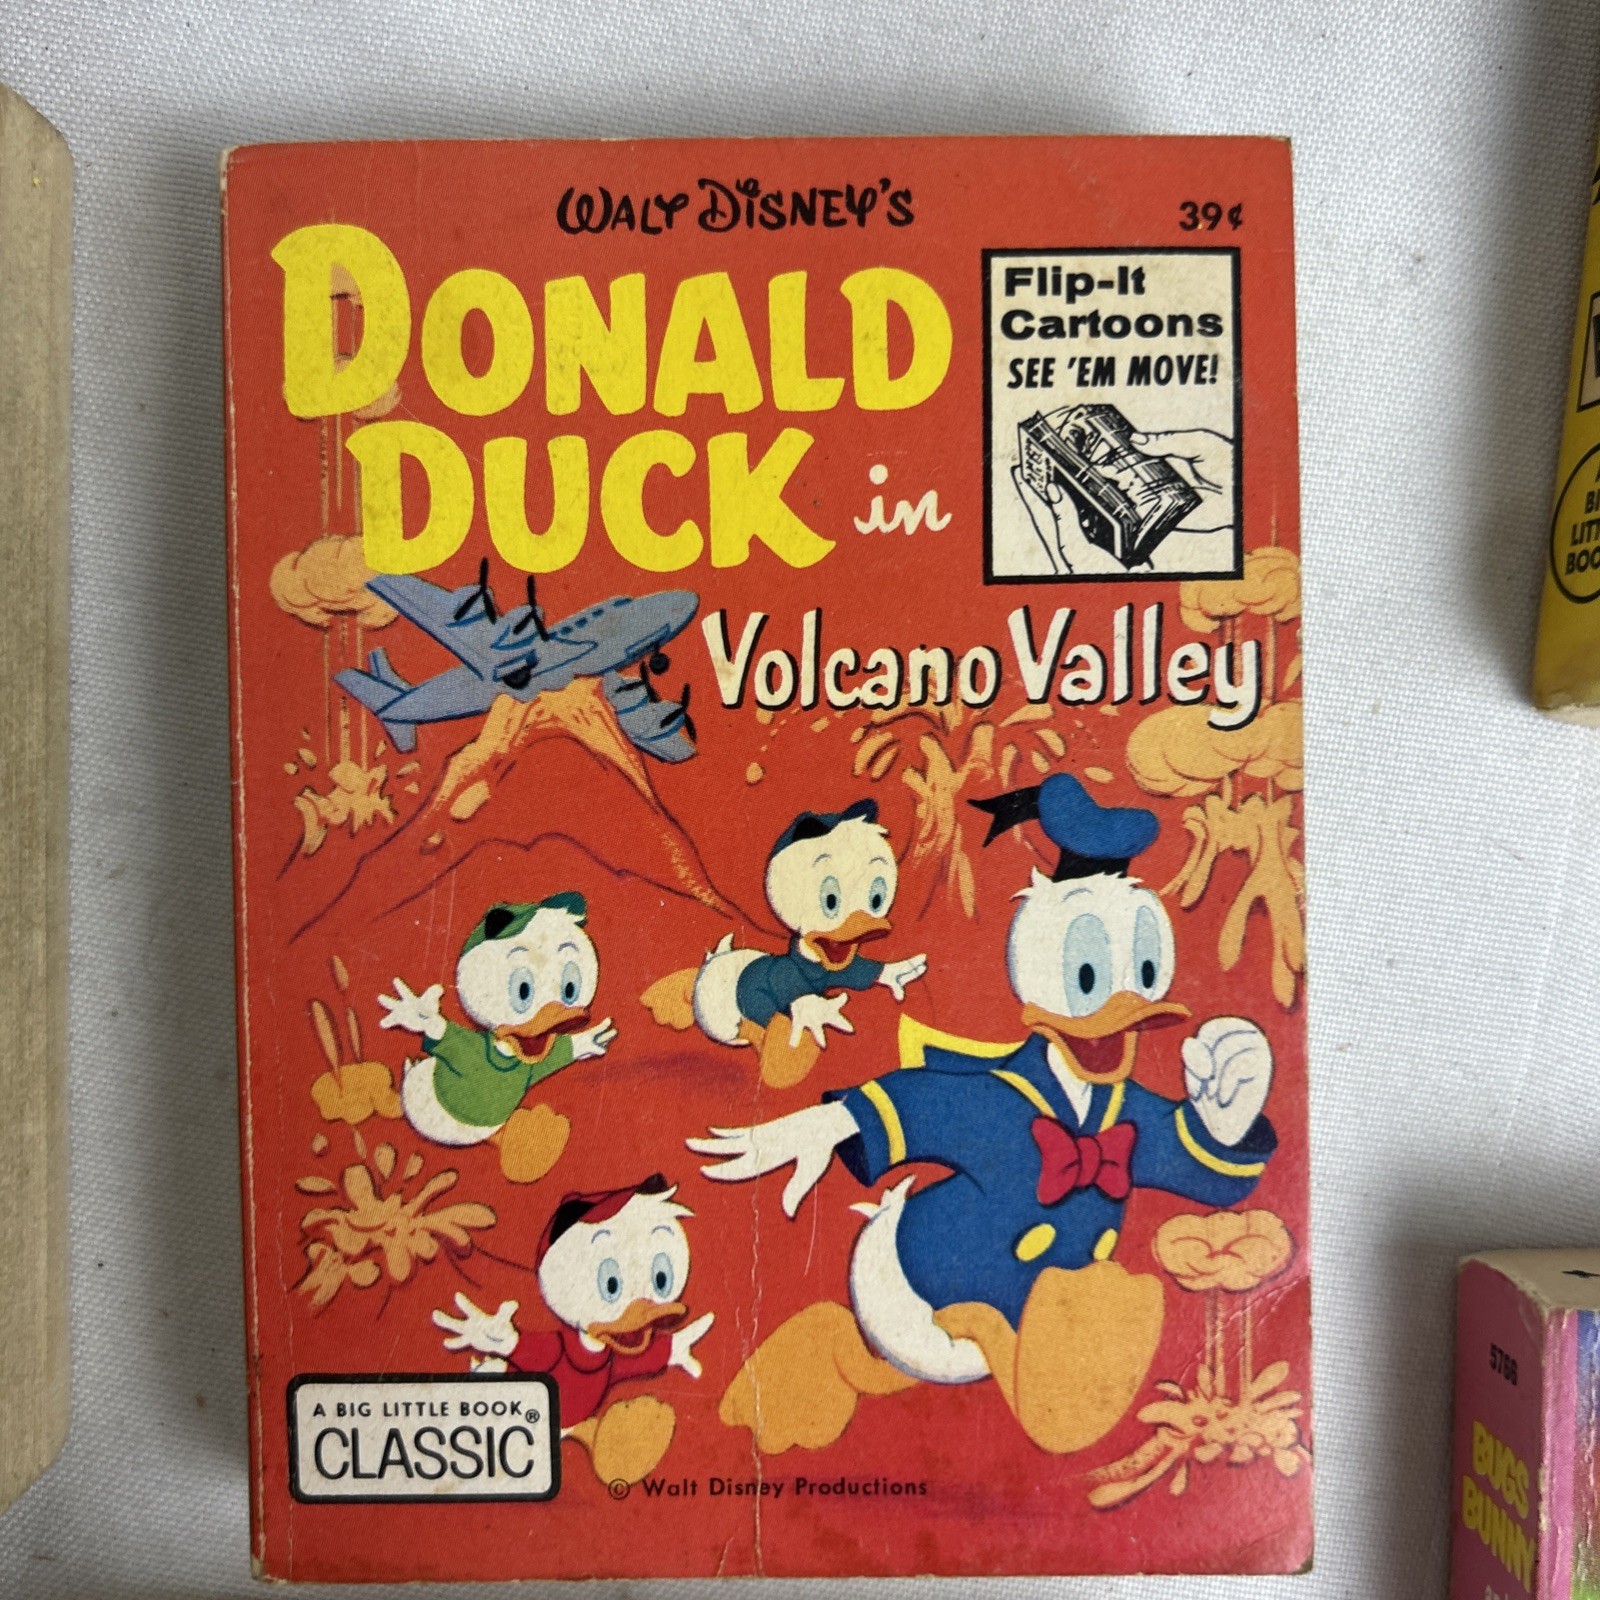 WALT DISNEY'S
39¢
DONALD
DUCK in
Volcano Valley
Flip-It
Cartoons
SEE 'EM MOVE!
A BIG LITTLE BOOK®
CLASSIC
© Walt Disney Productions
5766
BUGS
BUNNY